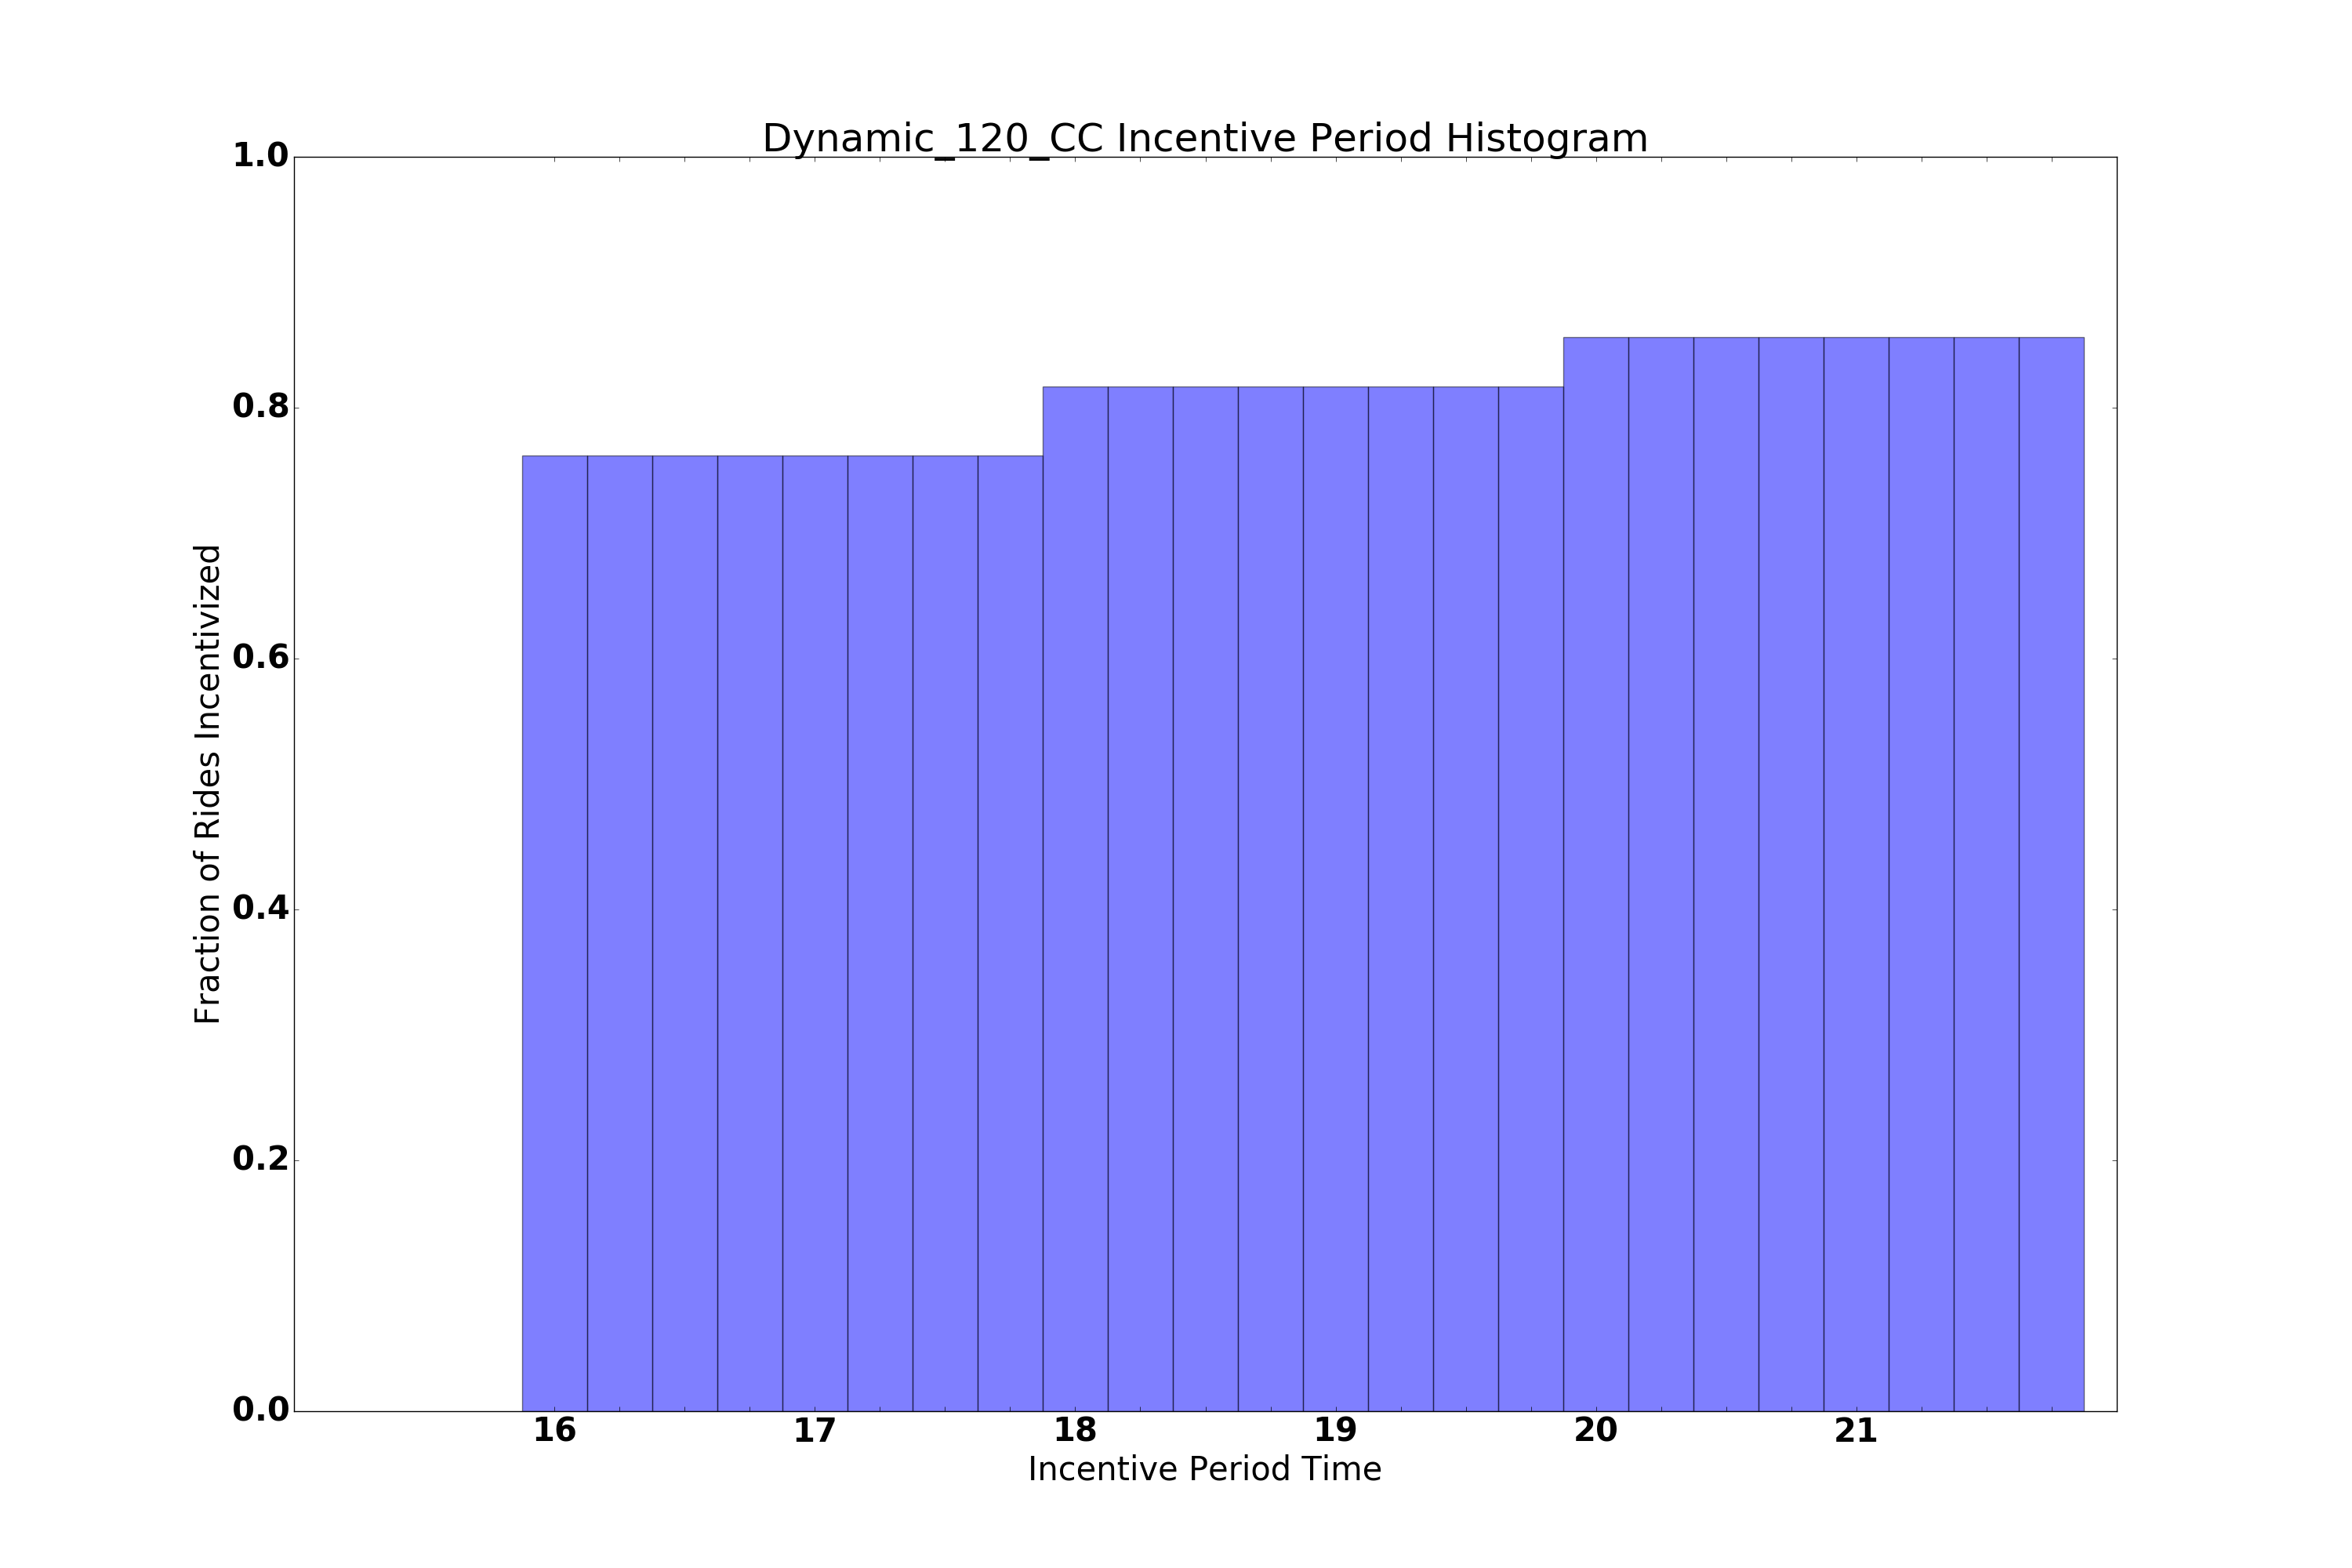 Dynamic_120_CC Incentive Period Histogram
1.0
0.8
0.6
0.4
0.2
0.0
Fraction of Rides Incentivized
16 17 18 19 20 21
Incentive Period Time